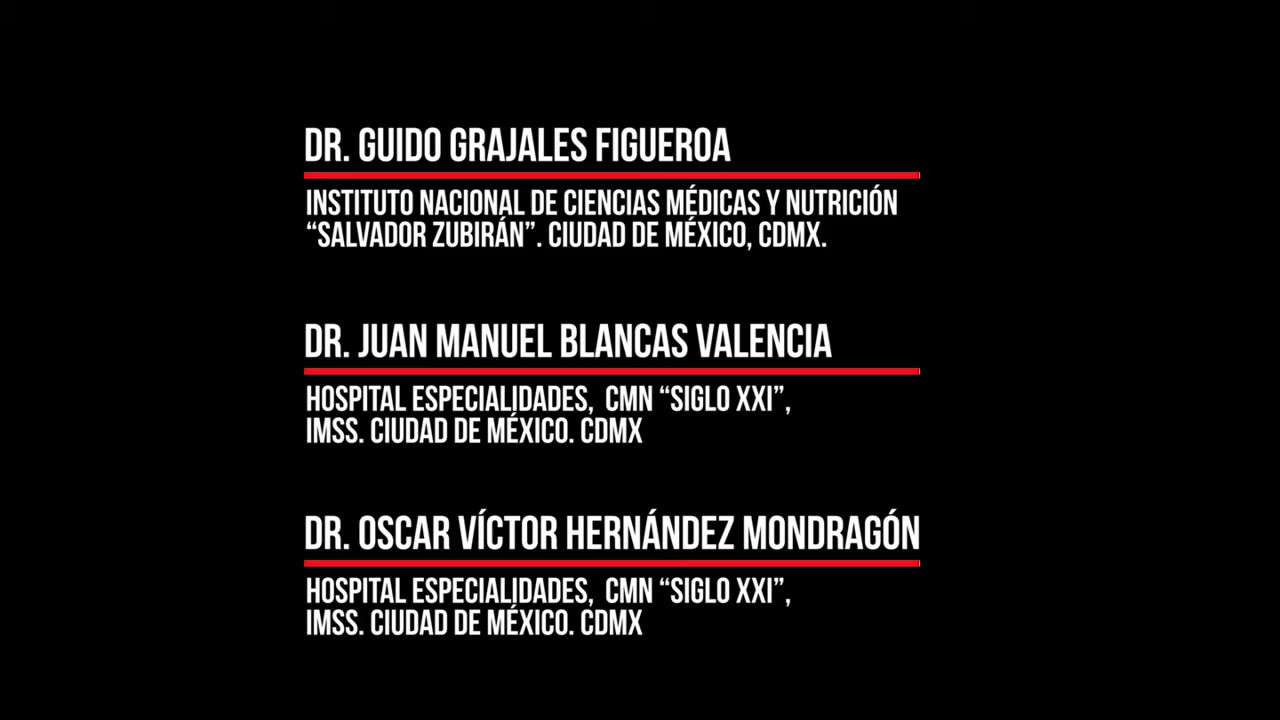 DR. GUIDO GRAJALES FIGUEROA
INSTITUTO NACIONAL DE CIENCIAS MÉDICAS Y NUTRICIÓN
“SALVADOR ZUBIRÁN”. CIUDAD DE MÉXICO, CDMX.
DR. JUAN MANUEL BLANCAS VALENCIA
HOSPITAL ESPECIALIDADES, CMN “SIGLO XXI”,
IMSS. CIUDAD DE MÉXICO. CDMX
DR. OSCAR VÍCTOR HERNÁNDEZ MONDRAGÓN
HOSPITAL ESPECIALIDADES, CMN “SIGLO XXI”,
IMSS. CIUDAD DE MÉXICO. CDMX